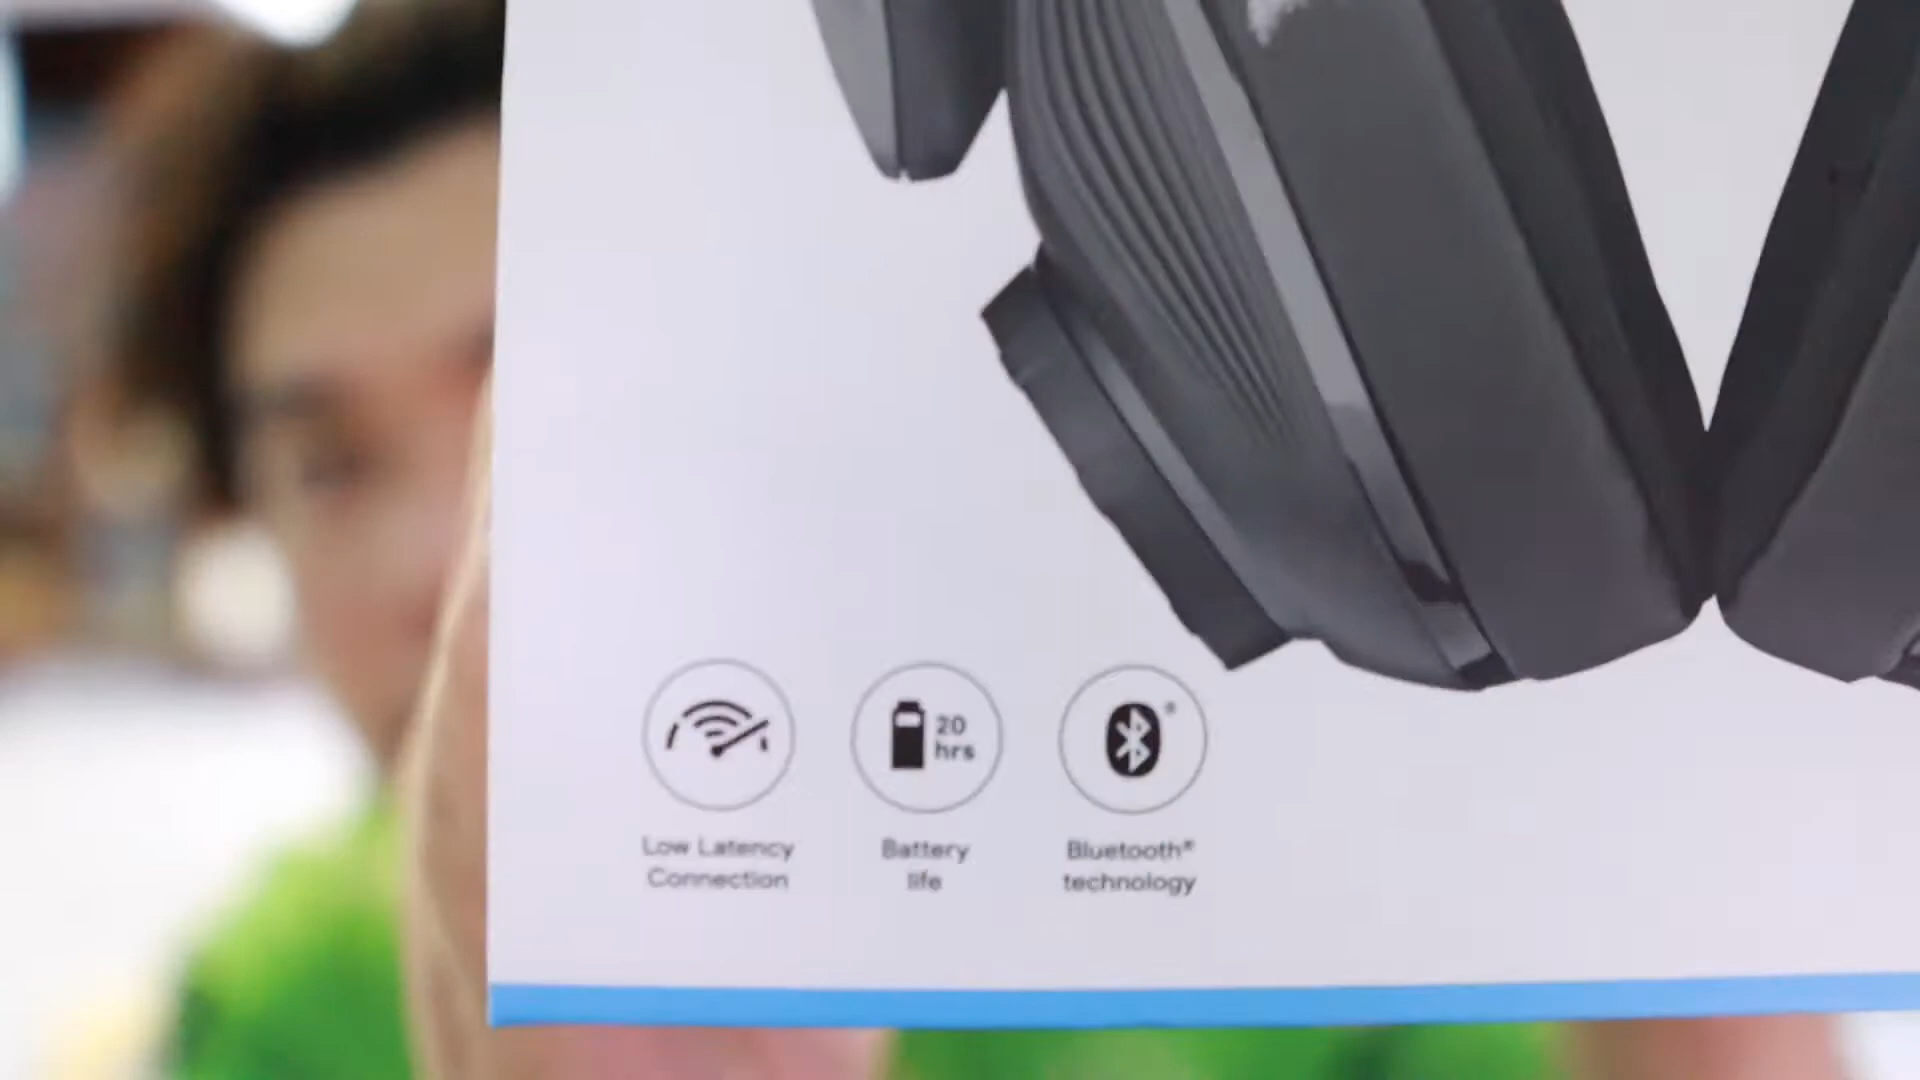 20
hrs
Low Latency
Connection
Battery
life
Bluetooth®
technology